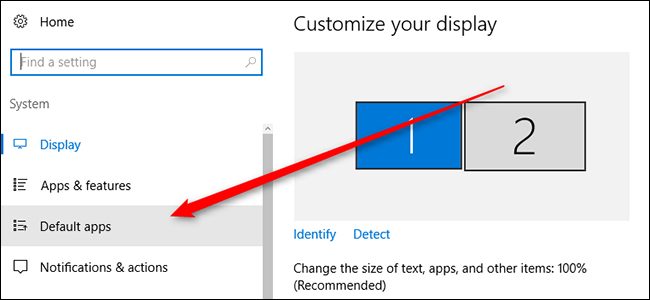 Home
Find a setting
System
Display
Apps & features
Default apps
Notifications & actions
Customize your display
1
2
Identify
Detect
Change the size of text, apps, and other items: 100%
(Recommended)